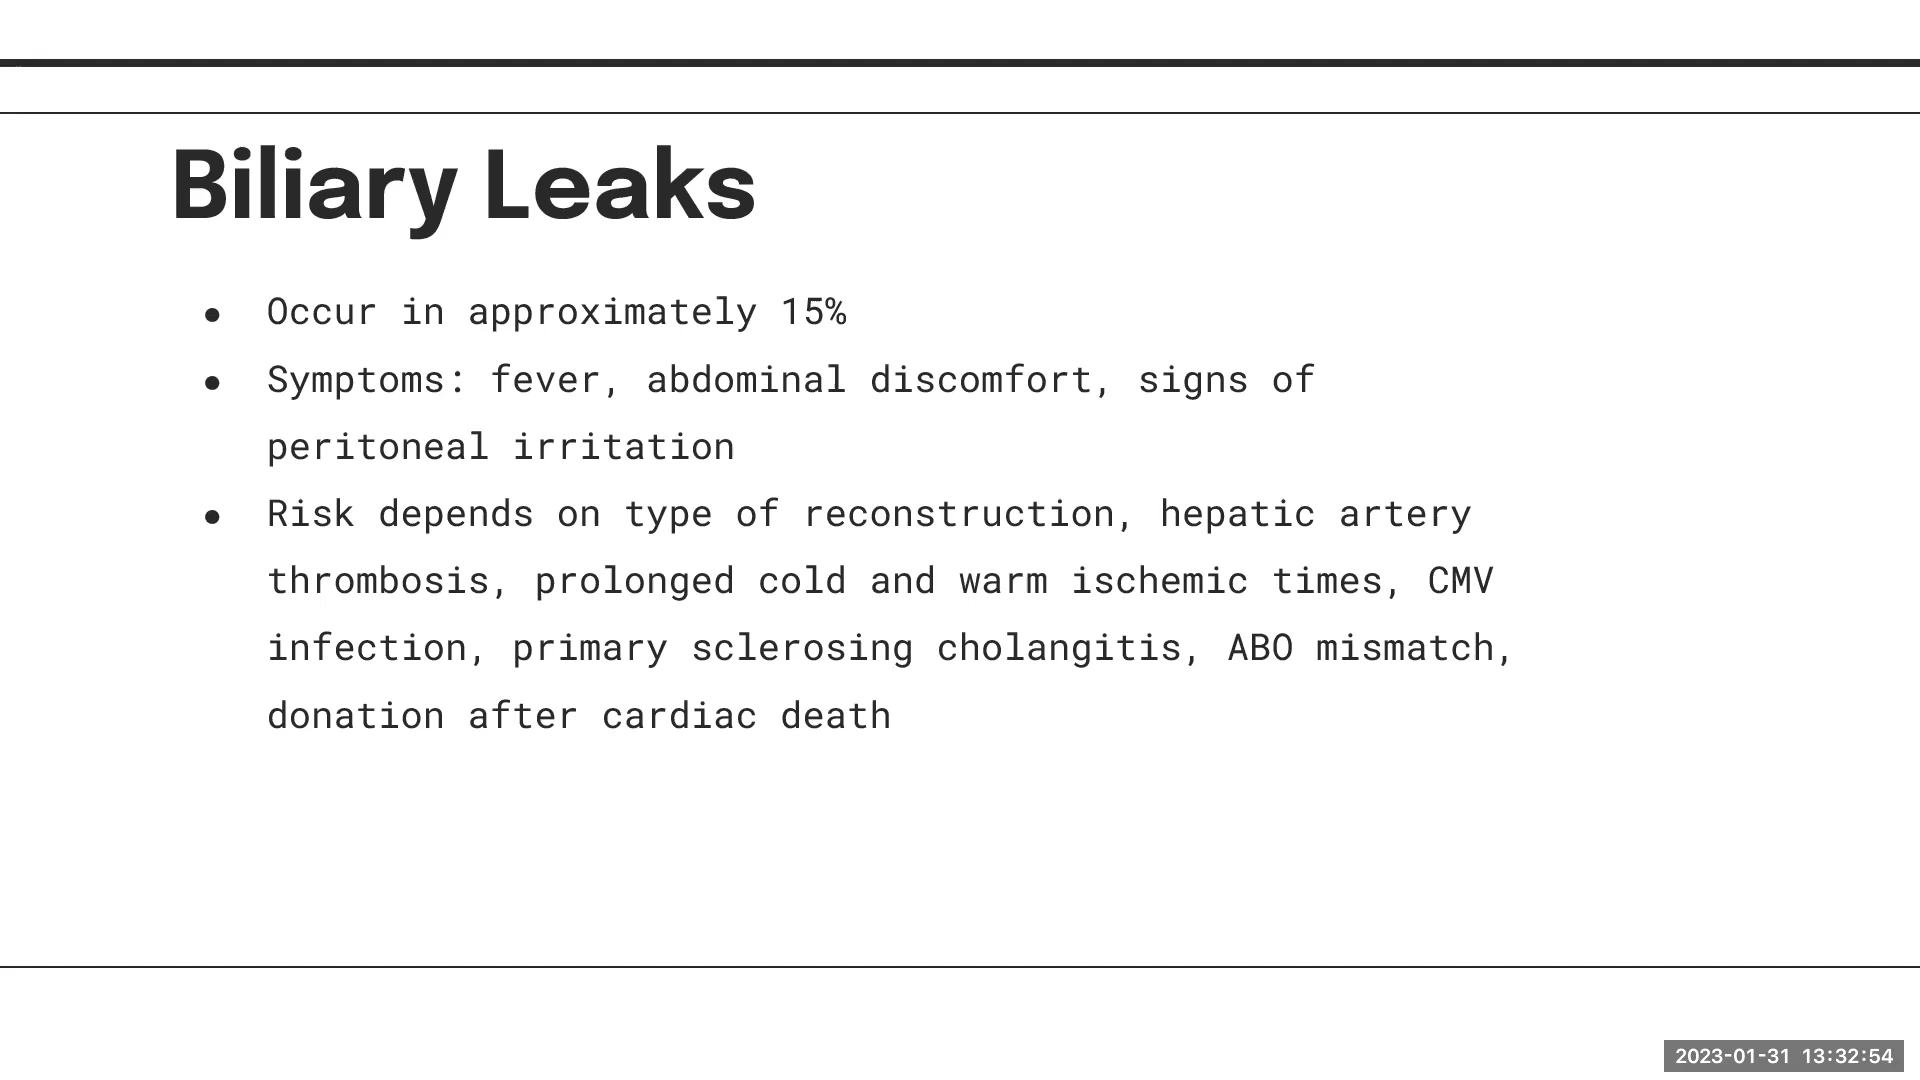 Biliary Leaks
● Occur in approximately 15%
● Symptoms: fever, abdominal discomfort, signs of
peritoneal irritation
● Risk depends on type of reconstruction, hepatic artery
thrombosis, prolonged cold and warm ischemic times, CMV
infection, primary sclerosing cholangitis, ABO mismatch,
donation after cardiac death
2023-01-31 13:32:54